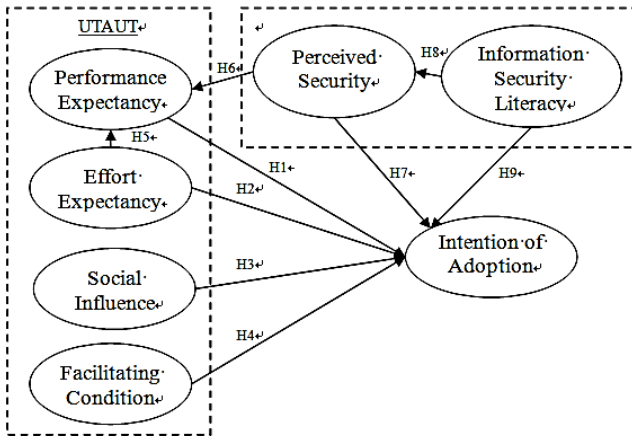 UTAUT
Performance
Expectancy
H5
Effort
Expectancy
Social
Influence
Facilitating
Condition
H6
Perceived
Security
H8
Information
Security
Literacy
H1
H2
H3
H4
H7
H9
Intention of
Adoption